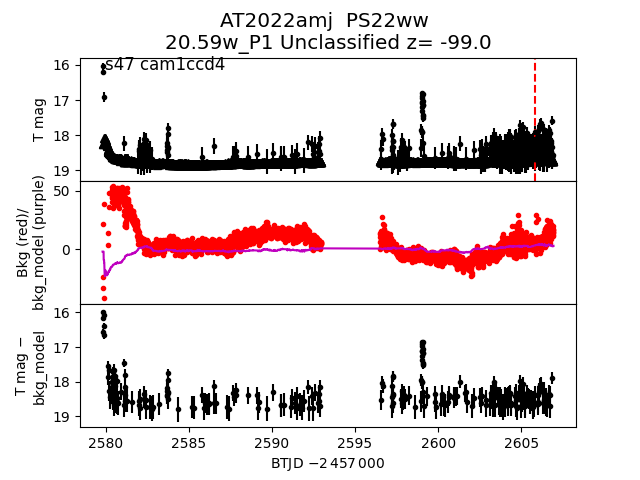 AT2022amj PS22ww
20.59w_P1 Unclassified z= -99.0
s47 cam1ccd4
16
17
18
19
T mag
50
0
Bkg (red)/
bkg_model (purple)
16
17
18
19
T mag −
bkg_model
2580 2585 2590 2595 2600 2605
BTJD −2 457 000